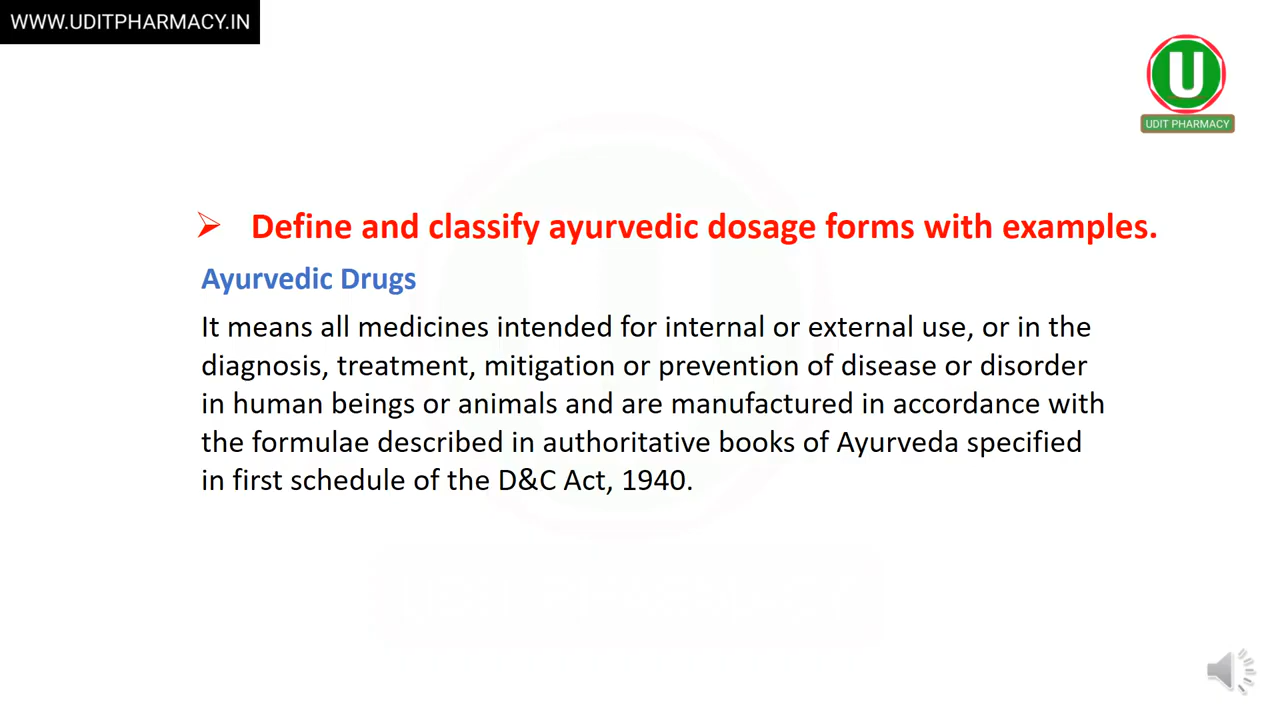 WWW.UDITPHARMACY.IN
U
UDIT PHARMACY
Define and classify ayurvedic dosage forms with examples.
Ayurvedic Drugs
It means all medicines intended for internal or external use, or in the
diagnosis, treatment, mitigation or prevention of disease or disorder
in human beings or animals and are manufactured in accordance with
the formulae described in authoritative books of Ayurveda specified
in first schedule of the D&C Act, 1940.